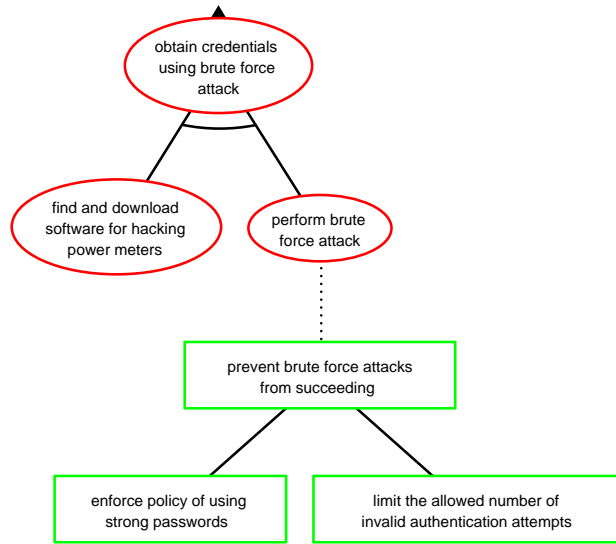 obtain credentials
using brute force
attack
find and download
software for hacking
power meters
perform brute
force attack
prevent brute force attacks
from succeeding
enforce policy of using
strong passwords
limit the allowed number of
invalid authentication attempts